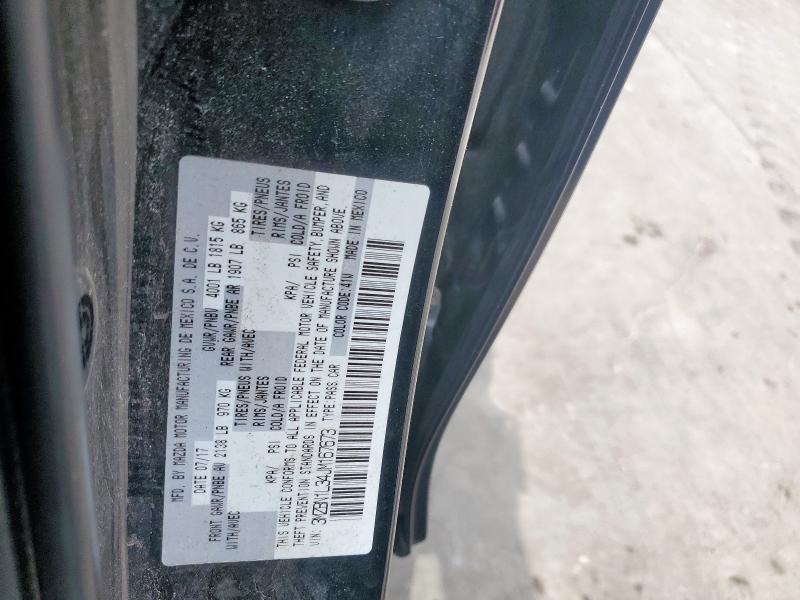 MFD. BY MAZDA MOTOR MANUFACTURING DE MEXICO S.A. DE C.V.
DATE 07/17 GVWR/PNBV 4001 LB 1815 KG
FRONT GAWR/PNBE AV 2138 LB 970 KG REAR GAWR/PNBE AR 1907 LB 865 KG
WITH/AVEC TIRES/PNEUS WITH/AVEC TIRES/PNEUS
RIMS/JANTES RIMS/JANTES
KPA/ PSI COLD/A FROID KPA/ PSI COLD/A FROID
THIS VEHICLE CONFORMS TO ALL APPLICABLE FEDERAL MOTOR VEHICLE SAFETY, BUMPER, AND
THEFT PREVENTION STANDARDS IN EFFECT ON THE DATE OF MANUFACTURE SHOWN ABOVE.
VIN: 3MZBN1L34JM167673 TYPE:PASS.CAR COLOR CODE:41W MADE IN MEXICO